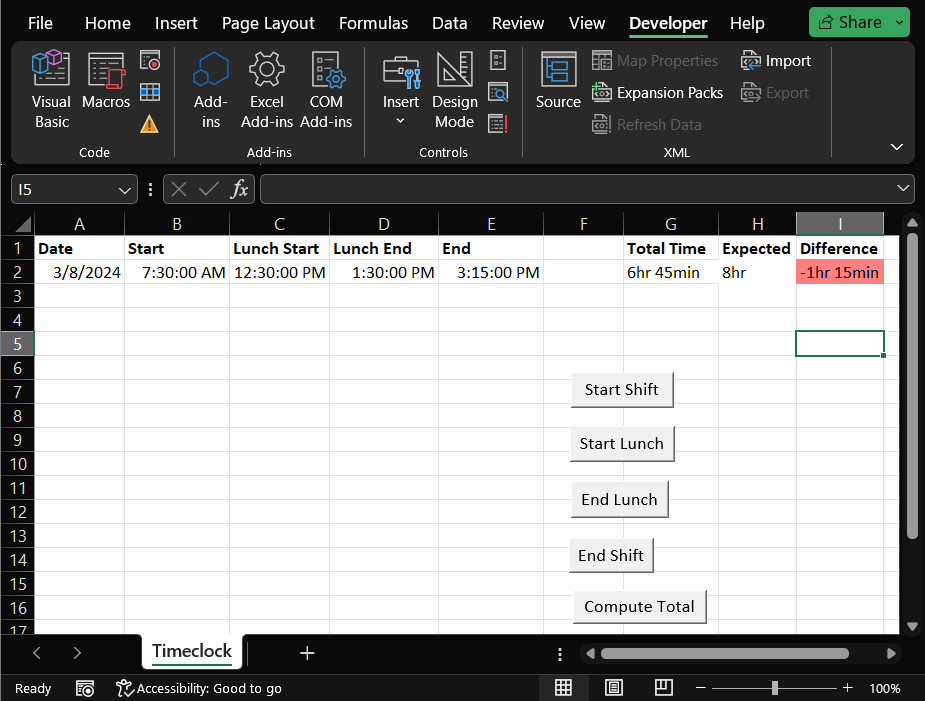 File Home Insert Page Layout Formulas Data Review View Developer Help Share
Visual Basic Macros
Code
Add-ins Excel Add-ins COM Add-ins
Add-ins
Insert Design Mode
Controls
Source Map Properties Import
Expansion Packs Export
Refresh Data
XML
I5 fx
A B C D E F G H I
1 Date Start Lunch Start Lunch End End Total Time Expected Difference
2 3/8/2024 7:30:00 AM 12:30:00 PM 1:30:00 PM 3:15:00 PM 6hr 45min 8hr -1hr 15min
3
4
5
6
7 Start Shift
8
9 Start Lunch
10
11
12 End Lunch
13
14 End Shift
15
16 Compute Total
17
Timeclock
Ready Accessibility: Good to go 100%